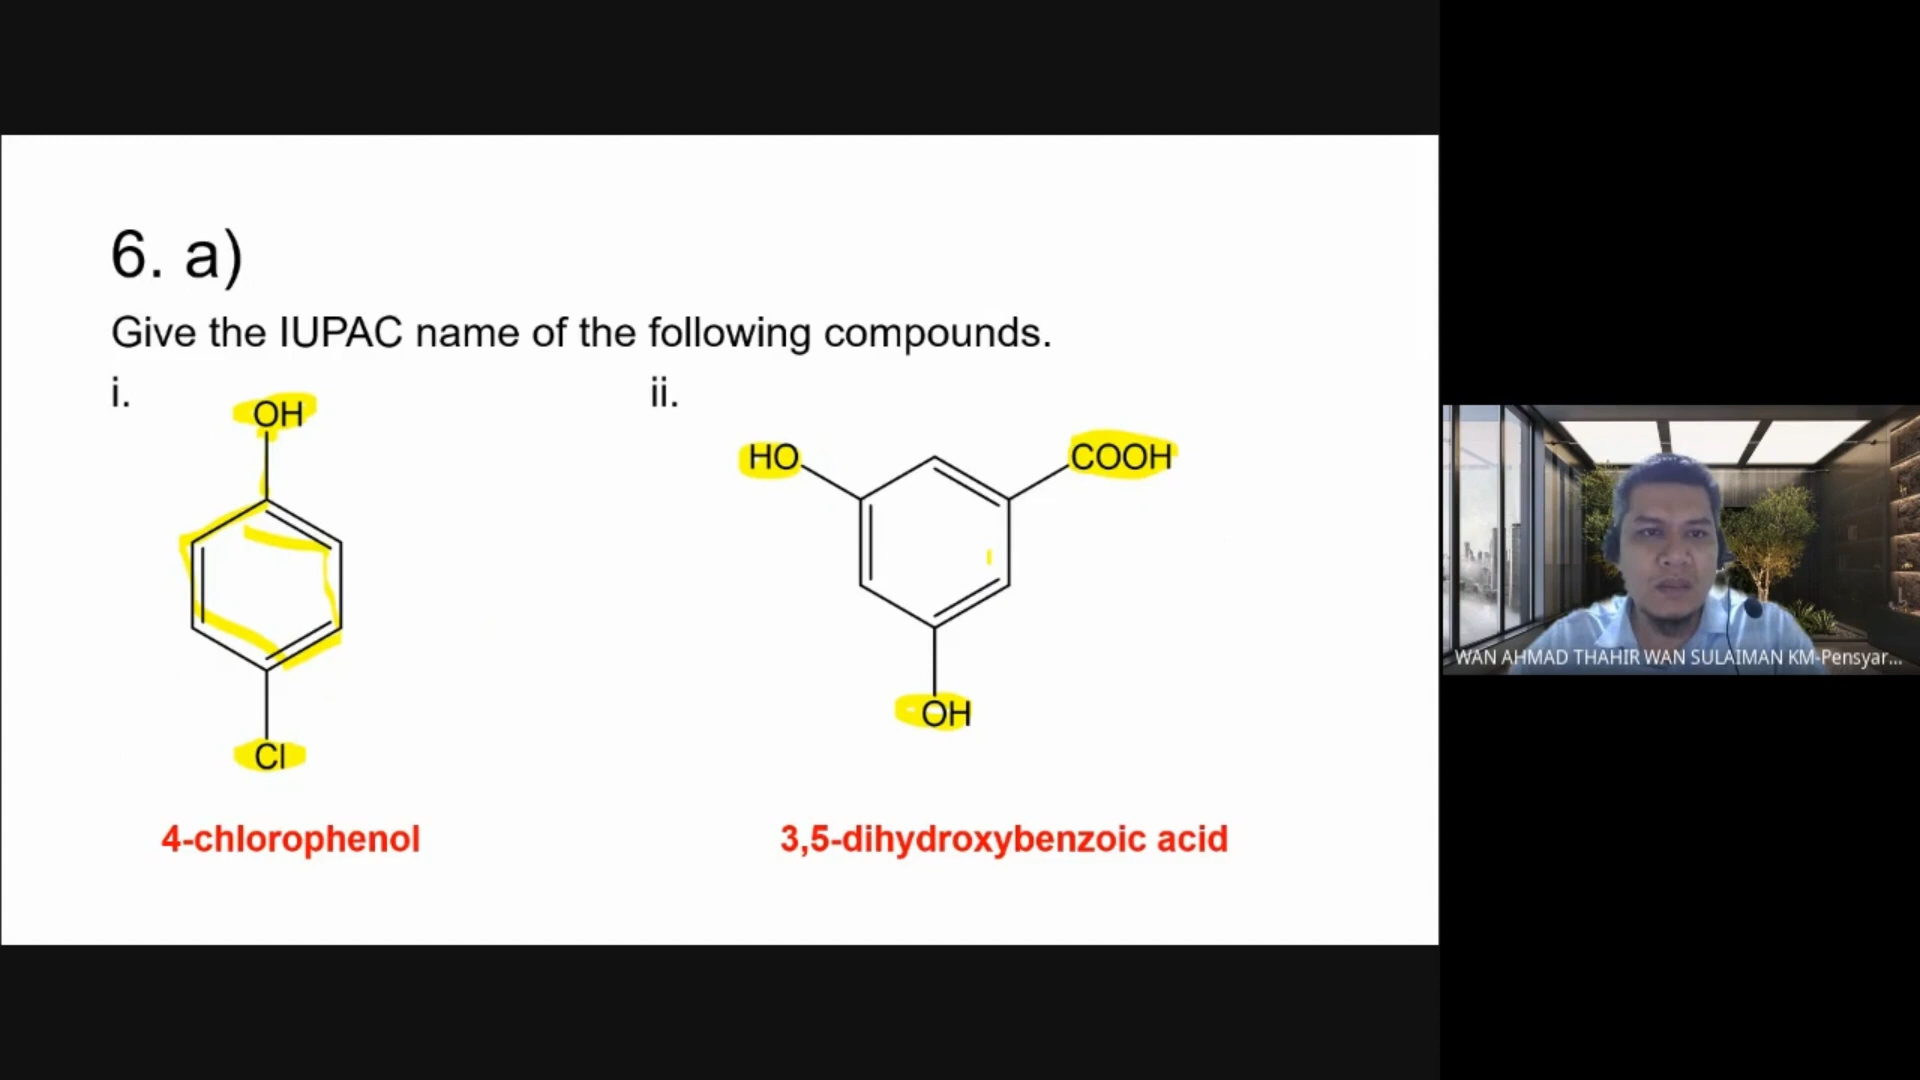 6. a)
Give the IUPAC name of the following compounds.
i.
OH
Cl
4-chlorophenol
ii.
HO
COOH
OH
3,5-dihydroxybenzoic acid
WAN AHMAD THAHIR WAN SULAIMAN KM-Pensyar...